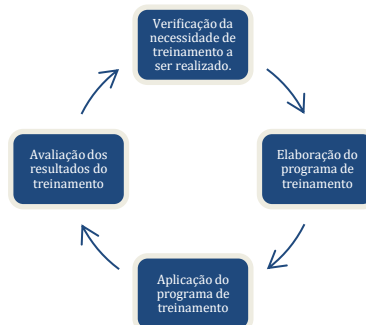 Verificação da
necessidade de
treinamento a
ser realizado.
Elaboração do
programa de
treinamento
Aplicação do
programa de
treinamento
Avaliação dos
resultados do
treinamento